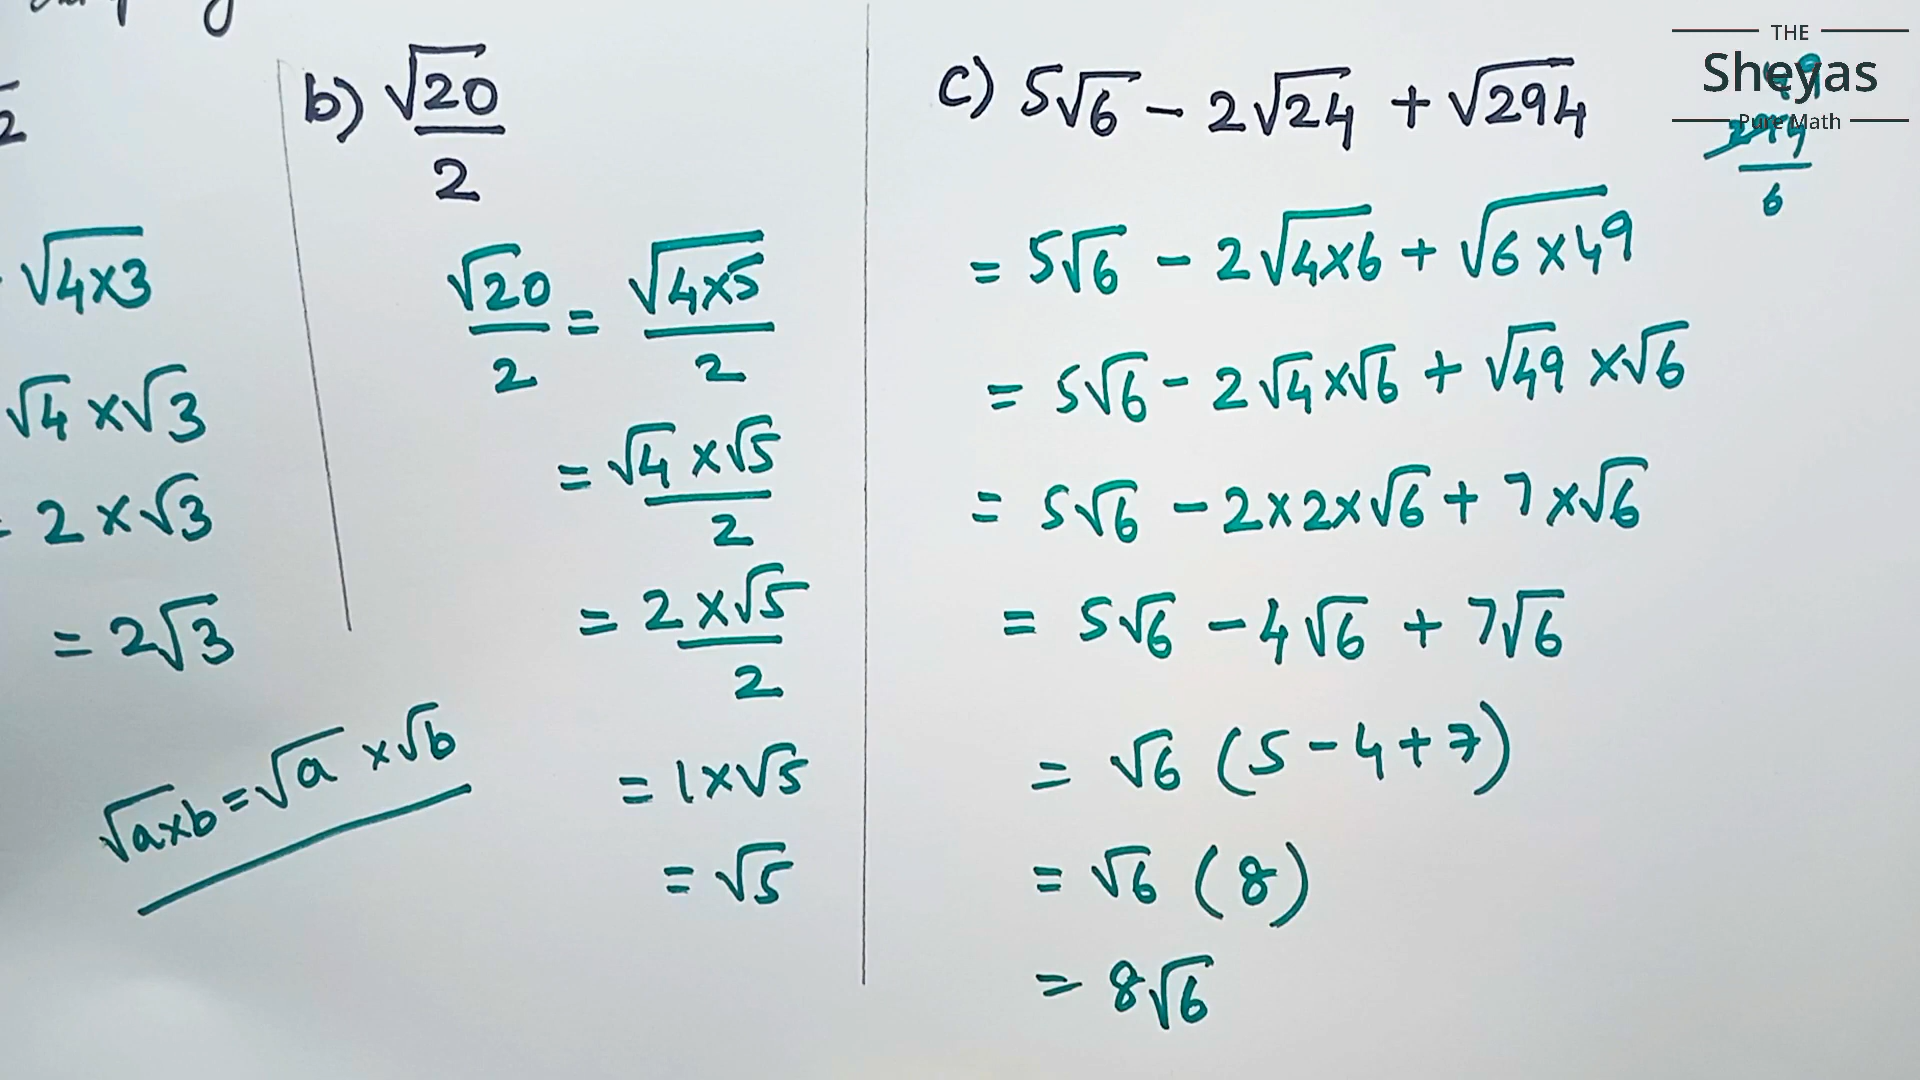 √4×3
√4 ×√3
= 2 ×√3
= 2√3
√a×b = √a ×√b
b) √20/2
√20/2 = √4×5/2
= √4 ×√5/2
= 2 ×√5/2
= 1×√5
= √5
c) 5√6 - 2√24 + √294
= 5√6 - 2√4×6 + √6×49
= 5√6 - 2√4×√6 + √49 ×√6
= 5√6 - 2×2×√6 + 7×√6
= 5√6 - 4√6 + 7√6
= √6 (5-4+7)
= √6 (8)
= 8√6
THE
Sheyas
Pure Math
49
294
6